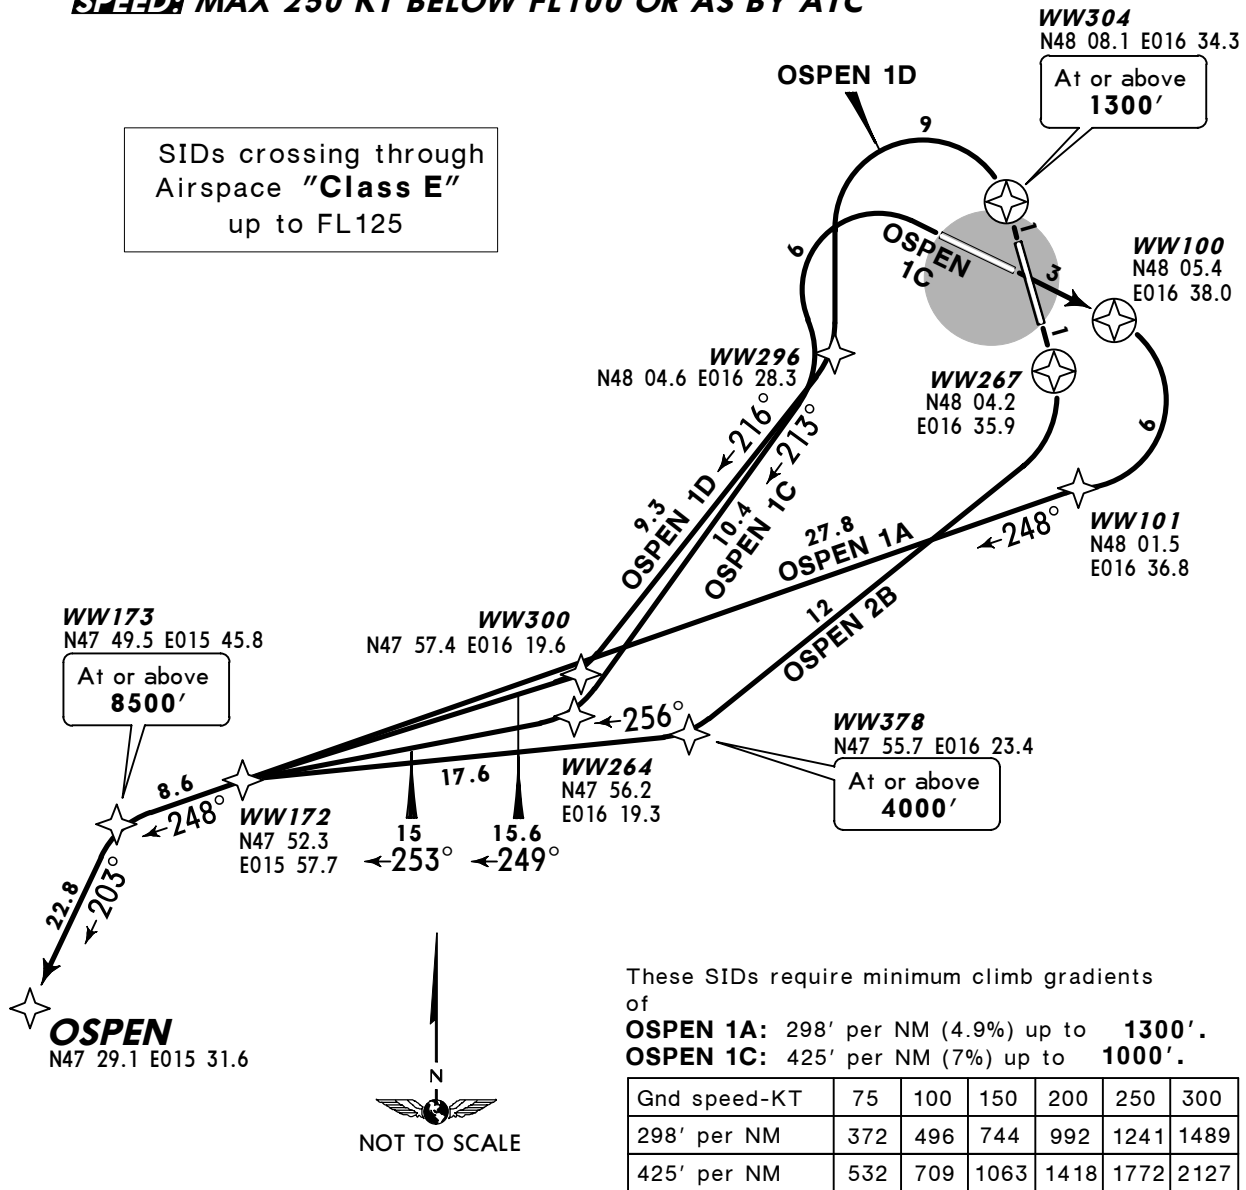 SPEED: MAX 250 KT BELOW FL100 OR AS BY ATC
WW304
N48 08.1 E016 34.3
At or above
1300′
OSPEN 1D
9
SIDs crossing through
Airspace ″Class E″
up to FL125
6
OSPEN
1C
1
3
1
WW100
N48 05.4
E016 38.0
WW296
N48 04.6 E016 28.3
WW267
N48 04.2
E016 35.9
6
←216°
←213°
9.3
OSPEN 1D
10.4
OSPEN 1C
27.8
OSPEN 1A
←248°
WW101
N48 01.5
E016 36.8
12
OSPEN 2B
WW173
N47 49.5 E015 45.8
At or above
8500′
WW300
N47 57.4 E016 19.6
←256°
WW378
N47 55.7 E016 23.4
At or above
4000′
8.6
←248°
17.6
WW264
N47 56.2
E016 19.3
WW172
N47 52.3
E015 57.7
15
←253°
15.6
←249°
22.8
←203°
OSPEN
N47 29.1 E015 31.6
N
NOT TO SCALE
These SIDs require minimum climb gradients
of
OSPEN 1A: 298′ per NM (4.9%) up to 1300′.
OSPEN 1C: 425′ per NM (7%) up to 1000′.
Gnd speed-KT 75 100 150 200 250 300
298′ per NM 372 496 744 992 1241 1489
425′ per NM 532 709 1063 1418 1772 2127